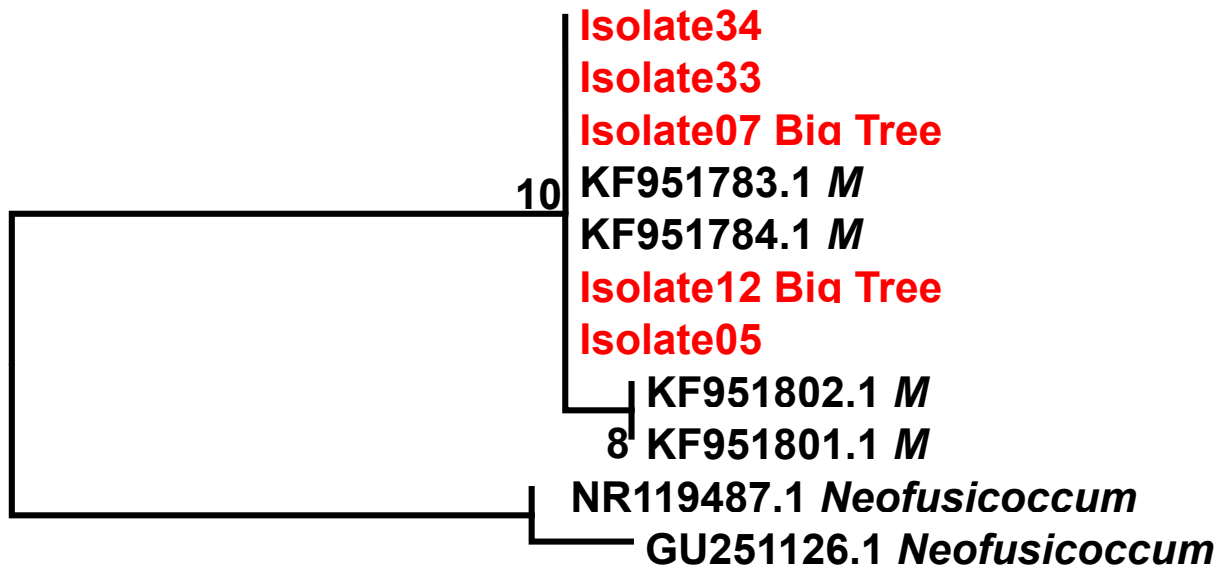 Isolate34
Isolate33
Isolate07 Big Tree
10
KF951783.1 M
KF951784.1 M
Isolate12 Big Tree
Isolate05
KF951802.1 M
8
KF951801.1 M
NR119487.1 Neofusicoccum
GU251126.1 Neofusicoccum